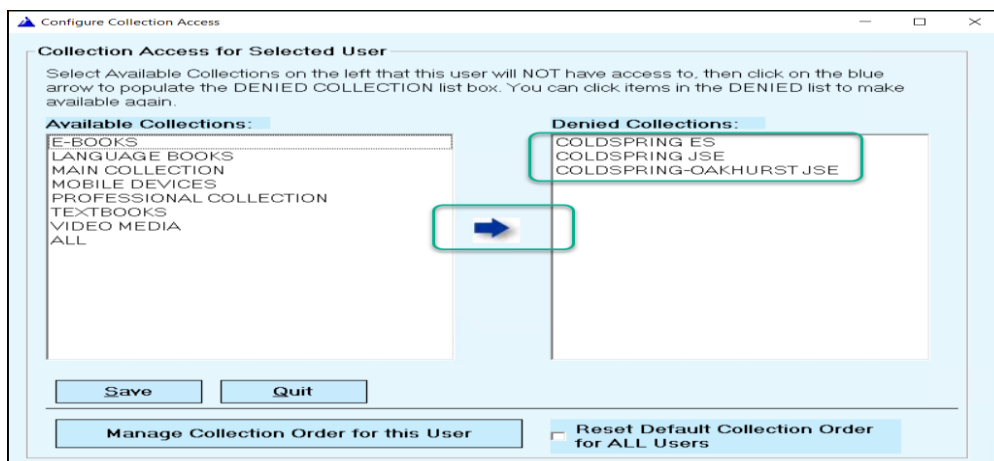 Configure Collection Access
Collection Access for Selected User
Select Available Collections on the left that this user will NOT have access to, then click on the blue
arrow to populate the DENIED COLLECTION list box. You can click items in the DENIED list to make
available again.
Available Collections:
E-BOOKS
LANGUAGE BOOKS
MAIN COLLECTION
MOBILE DEVICES
PROFESSIONAL COLLECTION
TEXTBOOKS
VIDEO MEDIA
ALL
Denied Collections:
COLDSPRING ES
COLDSPRING JSE
COLDSPRING-OAKHURST JSE
Save
Quit
Manage Collection Order for this User
Reset Default Collection Order
for ALL Users